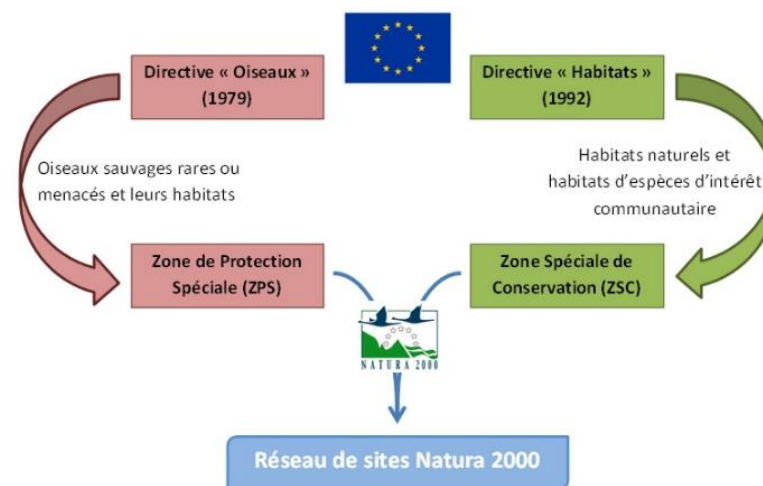 Directive « Oiseaux »
(1979)
Directive « Habitats »
(1992)
Oiseaux sauvages rares ou
menacés et leurs habitats
Habitats naturels et
habitats d’espèces d’intérêt
communautaire
Zone de Protection
Spéciale (ZPS)
Zone Spéciale de
Conservation (ZSC)
NATURA 2000
Réseau de sites Natura 2000